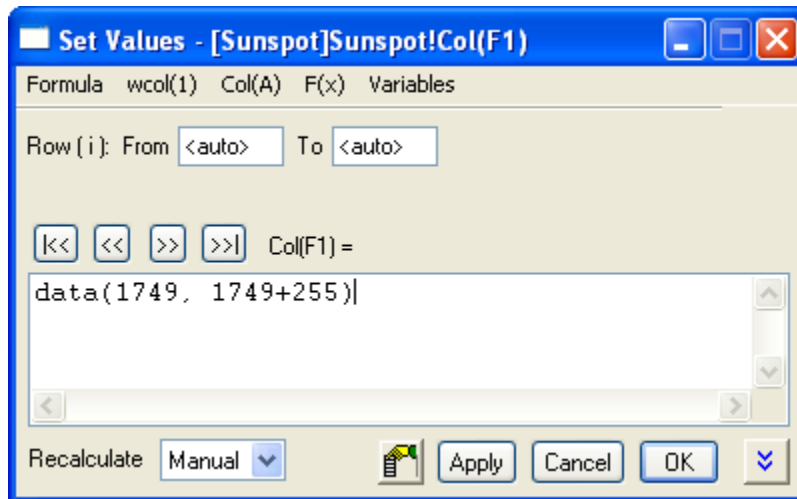 Set Values - [Sunspot]Sunspot!Col(F1)
Formula wcol(1) Col(A) F(x) Variables
Row ( i ): From <auto> To <auto>
|<< << >> >>| Col(F1) =
data(1749, 1749+255)
Recalculate Manual Apply Cancel OK